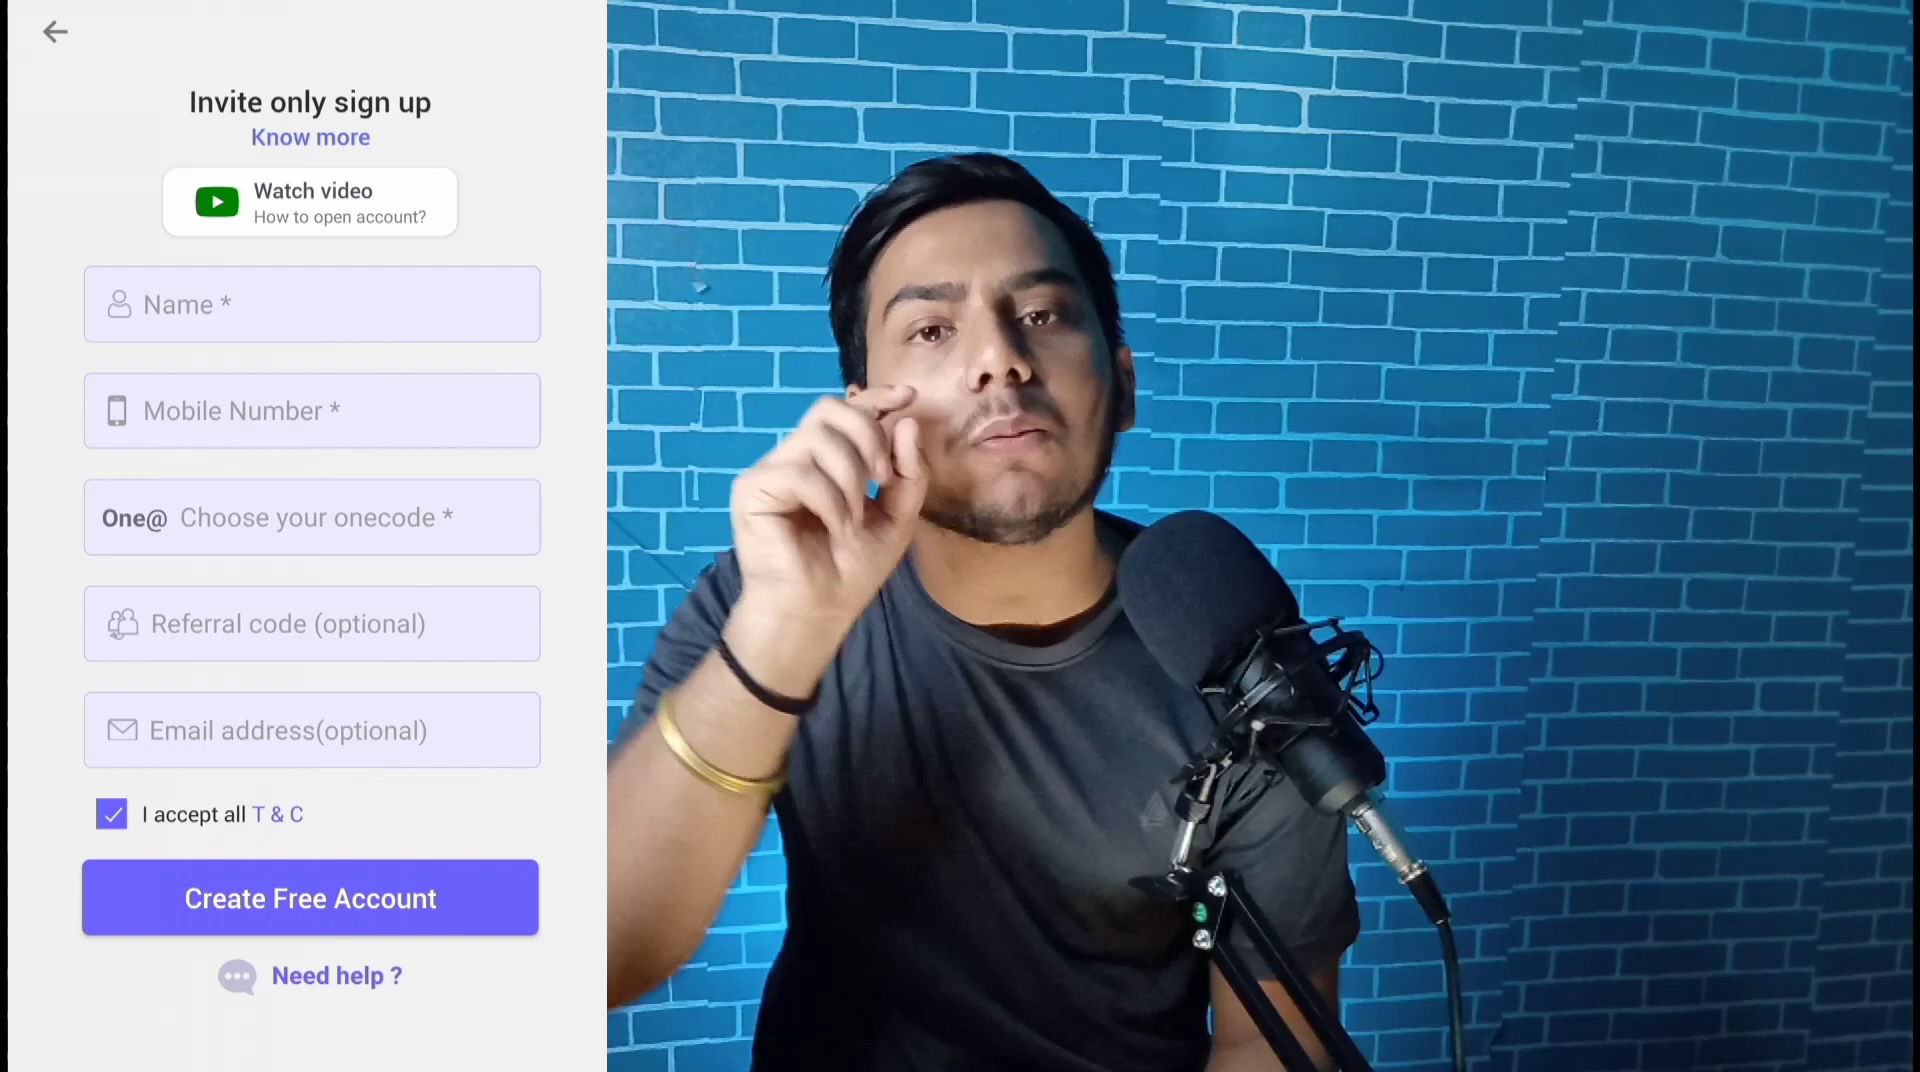 Invite only sign up
Know more
Watch video
How to open account?
Name *
Mobile Number *
One@ Choose your onecode *
Referral code (optional)
Email address(optional)
I accept all T & C
Create Free Account
Need help ?